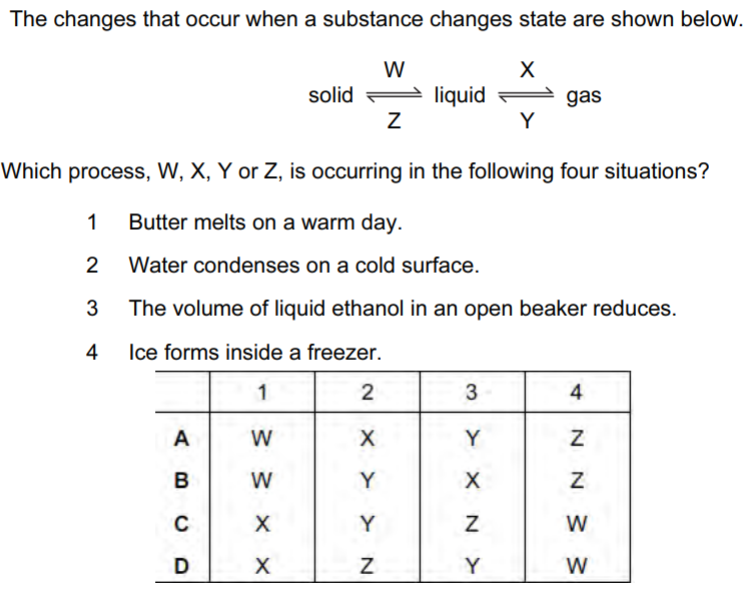 The changes that occur when a substance changes state are shown below.
W X
solid ⇌ liquid ⇌ gas
Z Y
Which process, W, X, Y or Z, is occurring in the following four situations?
1 Butter melts on a warm day.
2 Water condenses on a cold surface.
3 The volume of liquid ethanol in an open beaker reduces.
4 Ice forms inside a freezer.
1 2 3 4
A W X Y Z
B W Y X Z
C X Y Z W
D X Z Y W